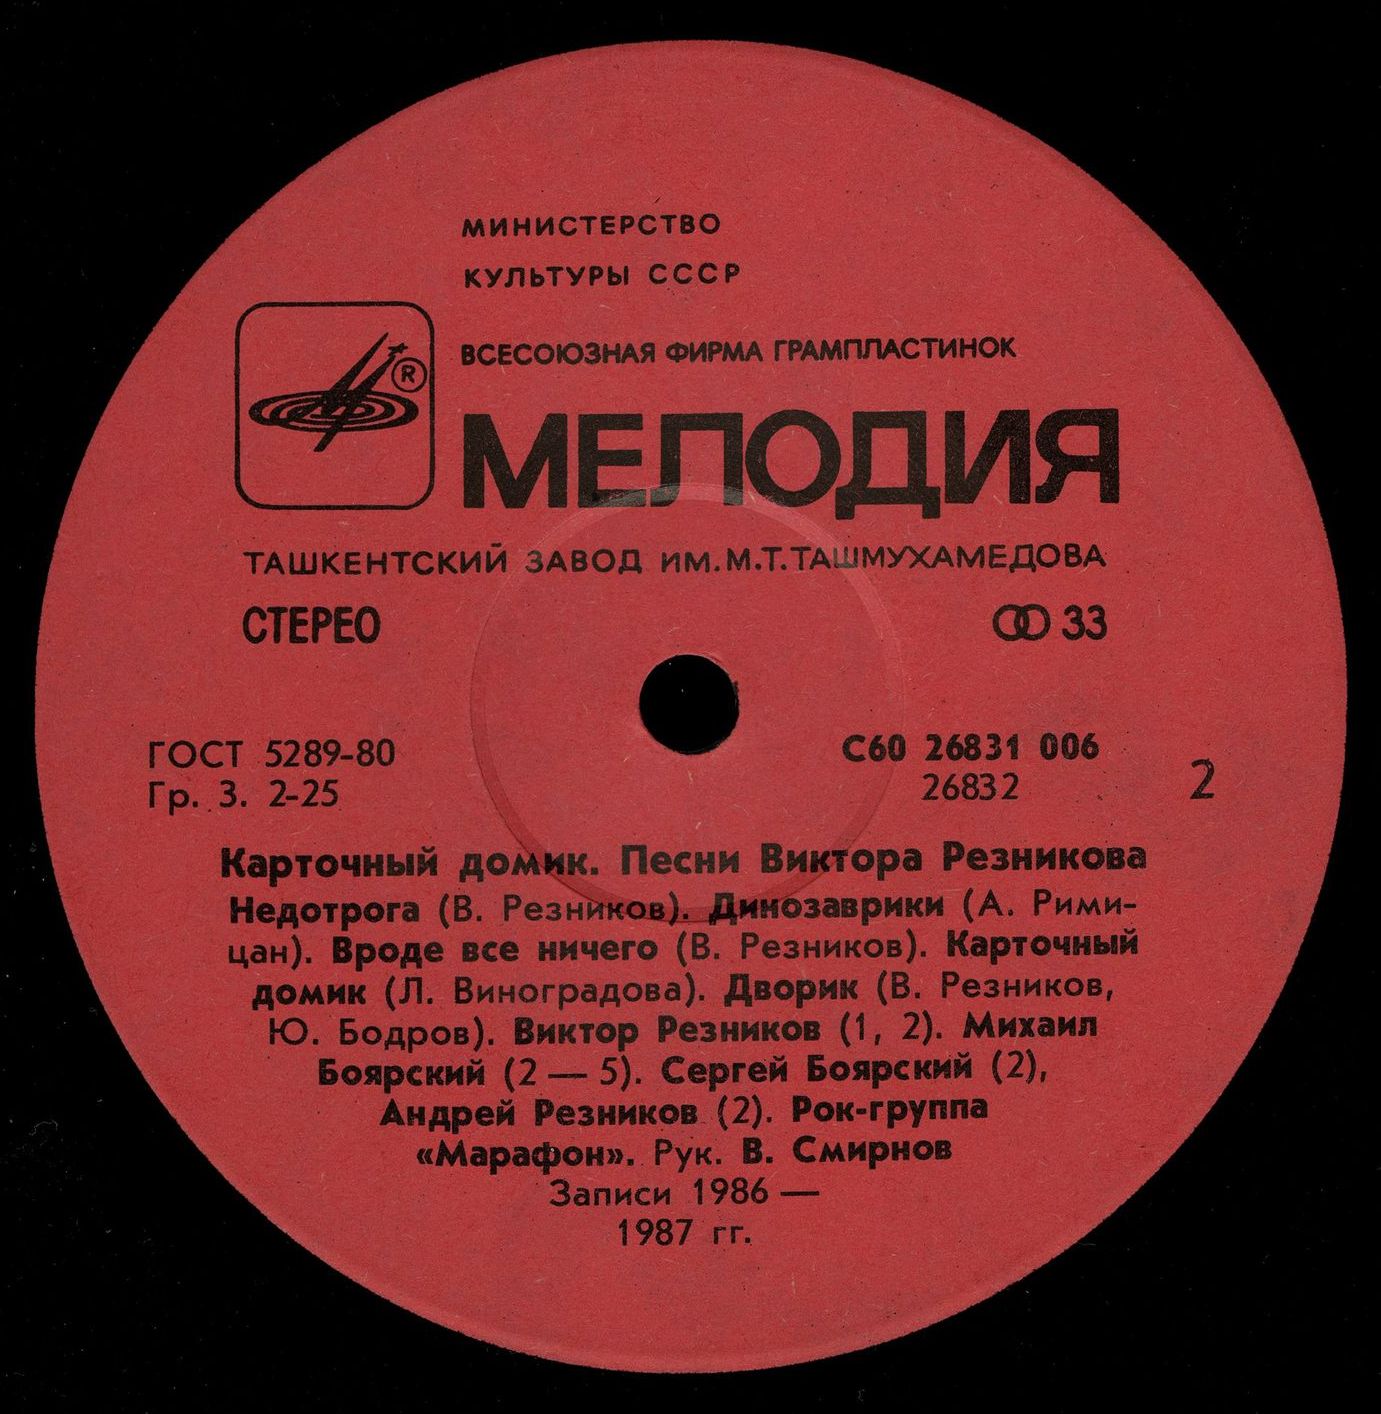 МИНИСТЕРСТВО
КУЛЬТУРЫ СССР
ВСЕСОЮЗНАЯ ФИРМА ГРАМПЛАСТИНОК
®
МЕЛОДИЯ
ТАШКЕНТСКИЙ ЗАВОД ИМ. М.Т. ТАШМУХАМЕДОВА
СТЕРЕО
33
ГОСТ 5289-80
Гр. 3. 2-25
С60 26831 006
26832
2
Карточный домик. Песни Виктора Резникова
Недотрога (В. Резников). Динозаврики (А. Рими-
цан). Вроде все ничего (В. Резников). Карточный
домик (Л. Виноградова). Дворик (В. Резников,
Ю. Бодров). Виктор Резников (1, 2). Михаил
Боярский (2 — 5). Сергей Боярский (2),
Андрей Резников (2). Рок-группа
«Марафон». Рук. В. Смирнов
Записи 1986 —
1987 гг.